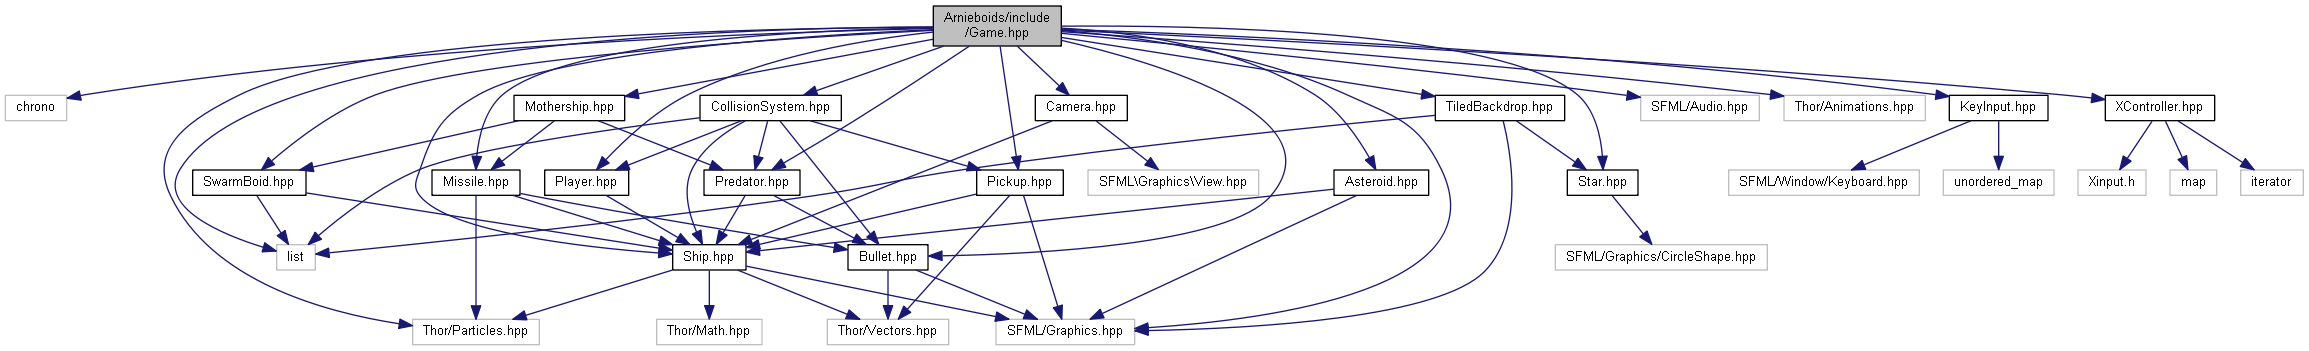 Arnieboids/include
/Game.hpp
chrono
Mothership.hpp
CollisionSystem.hpp
Camera.hpp
TiledBackdrop.hpp
SFML/Audio.hpp
Thor/Animations.hpp
KeyInput.hpp
XController.hpp
SwarmBoid.hpp
Missile.hpp
Player.hpp
Predator.hpp
Pickup.hpp
SFML\Graphics\View.hpp
Asteroid.hpp
Star.hpp
SFML/Window/Keyboard.hpp
unordered_map
Xinput.h
map
iterator
list
Ship.hpp
Bullet.hpp
SFML/Graphics/CircleShape.hpp
Thor/Particles.hpp
Thor/Math.hpp
Thor/Vectors.hpp
SFML/Graphics.hpp